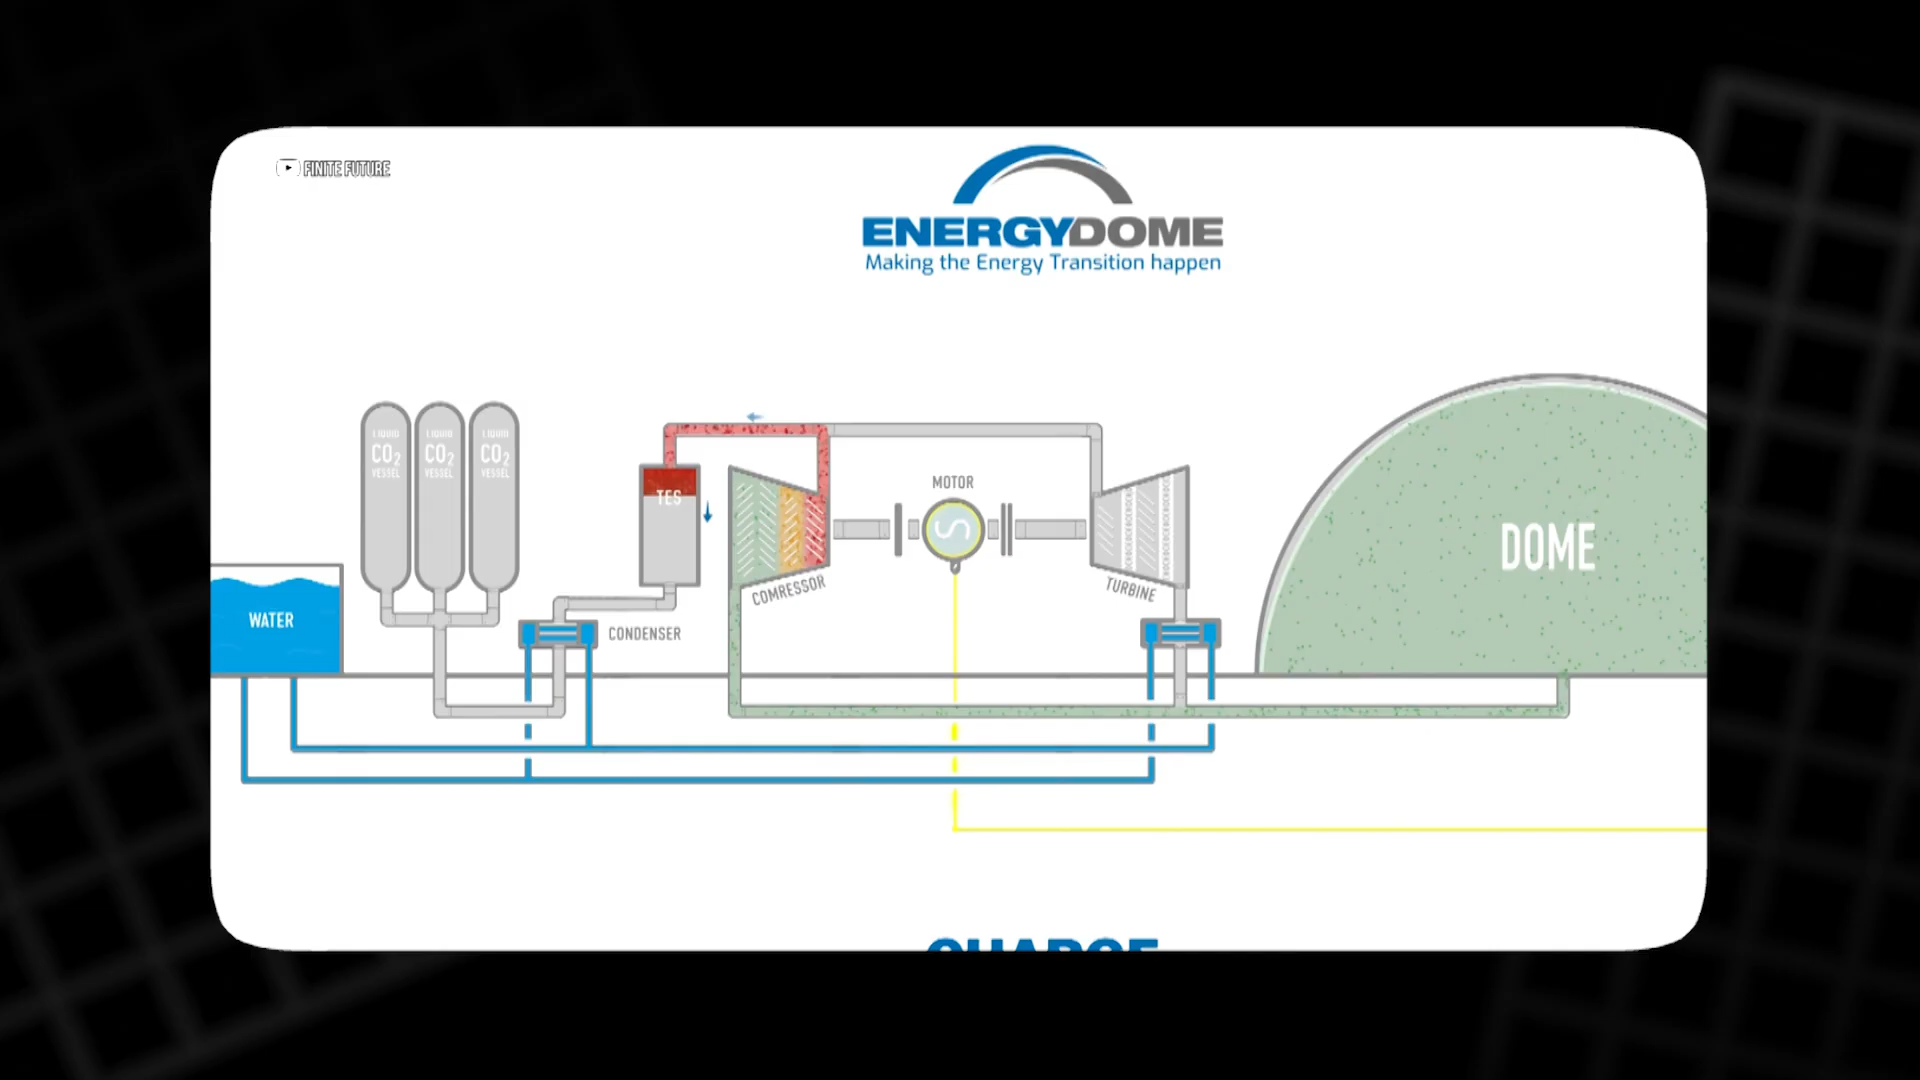 FINITE FUTURE
ENERGYDOME
Making the Energy Transition happen
LIQUID CO2 VESSEL
LIQUID CO2 VESSEL
LIQUID CO2 VESSEL
TES
MOTOR
DOME
COMRESSOR
TURBINE
WATER
CONDENSER
CHARGE